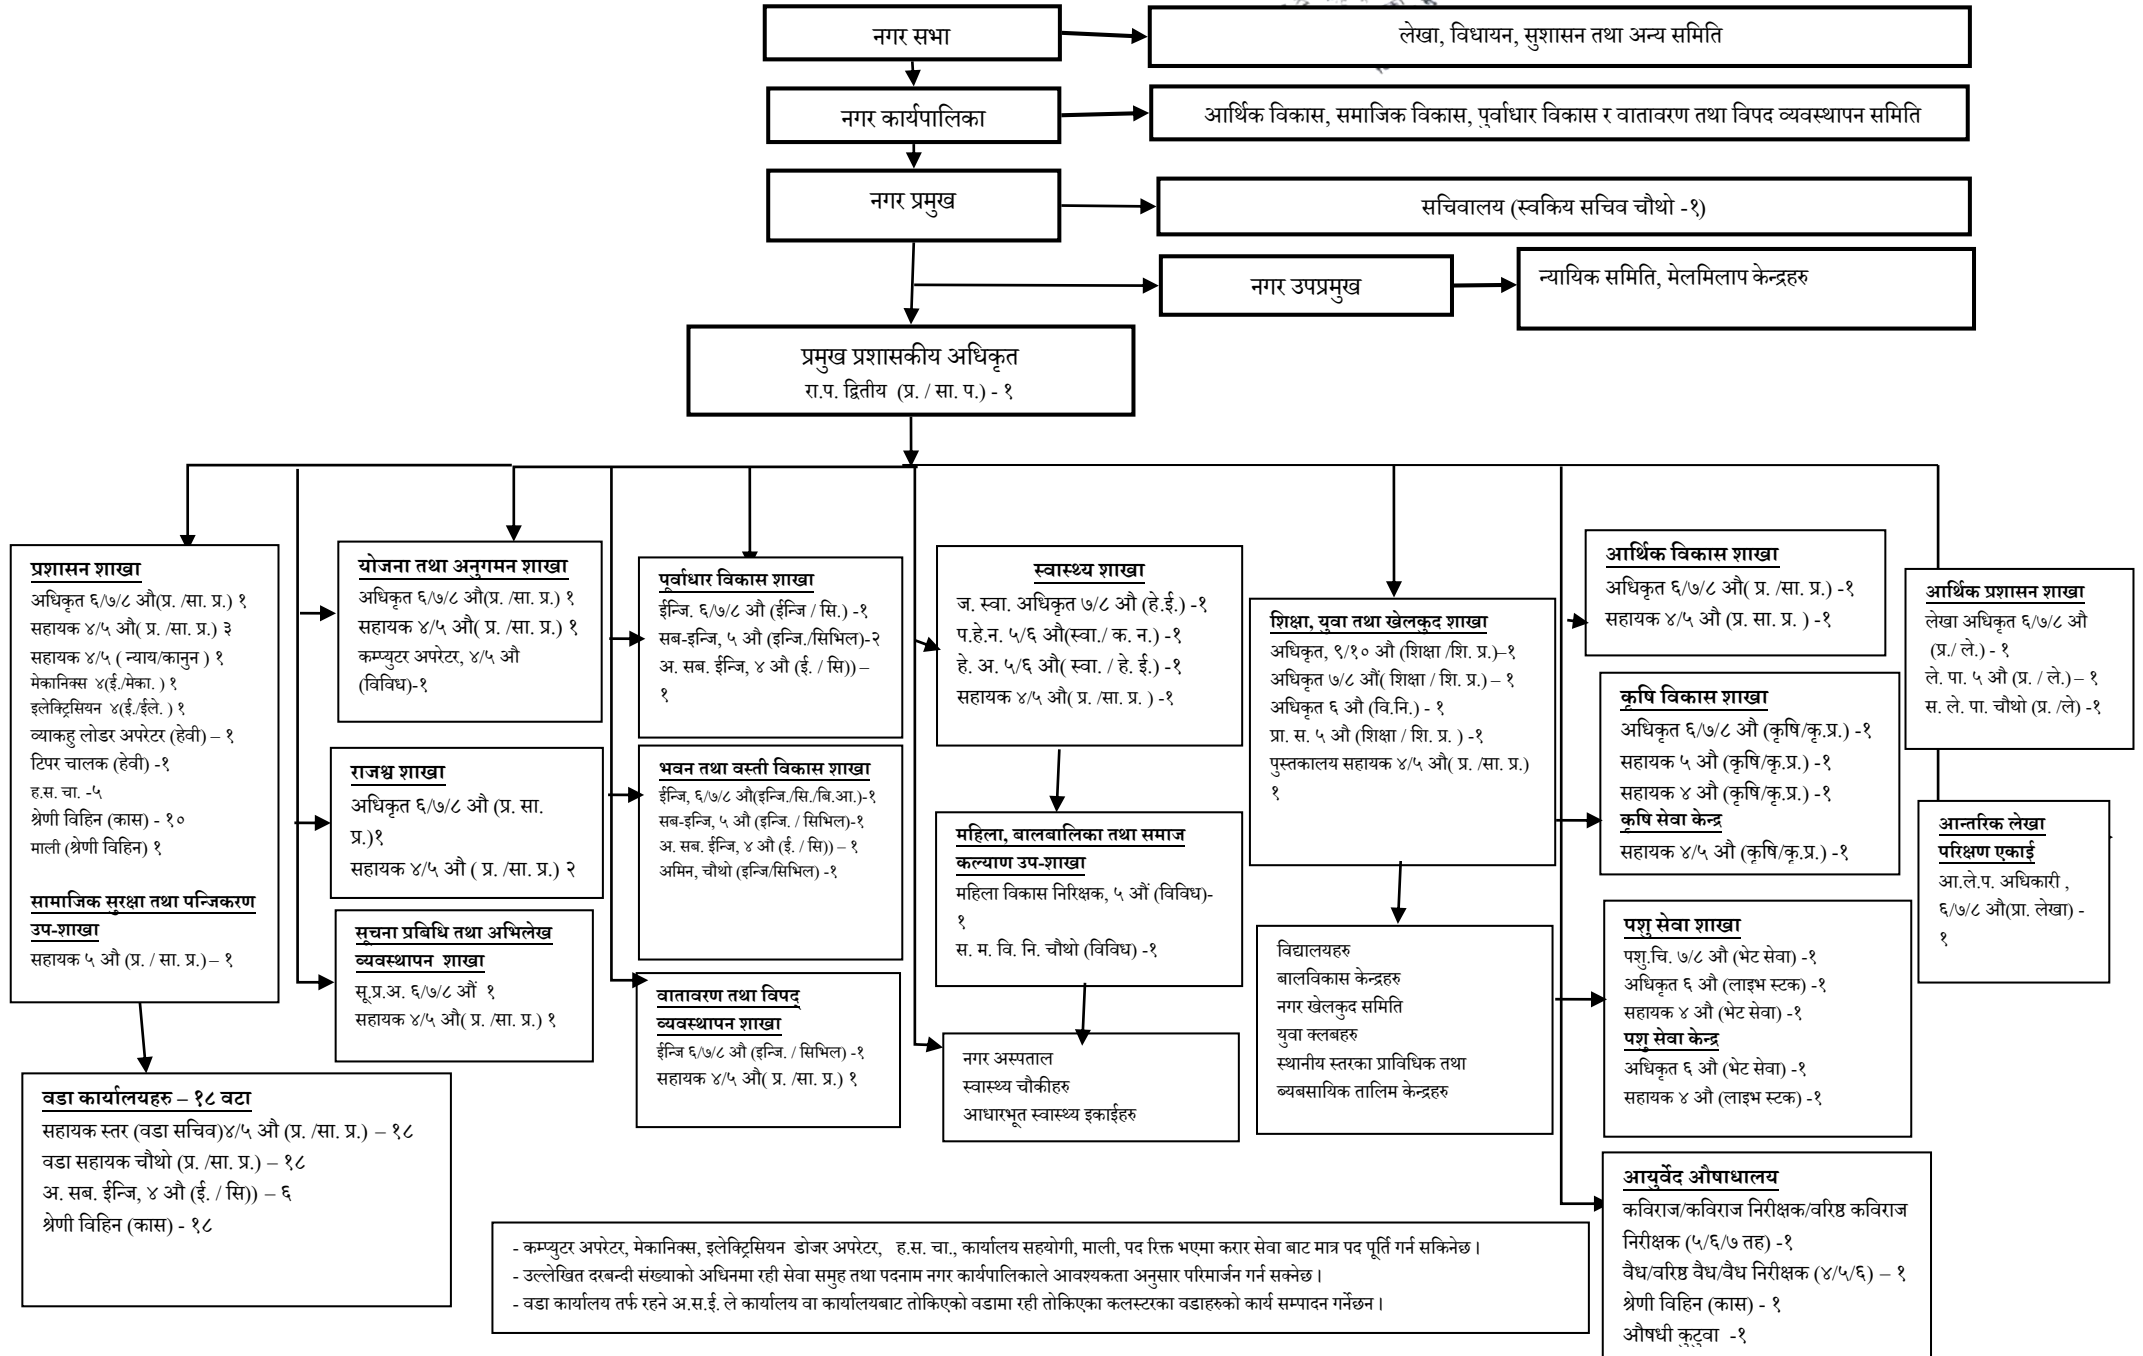 नगर सभा
लेखा, विधायन, सुशासन तथा अन्य समिति
नगर कार्यपालिका
आर्थिक विकास, समाजिक विकास, पुर्वाधार विकास र वातावरण तथा विपद व्यवस्थापन समिति
नगर प्रमुख
सचिवालय (स्वकिय सचिव चौथो -१)
नगर उपप्रमुख
न्यायिक समिति, मेलमिलाप केन्द्रहरु
प्रमुख प्रशासकीय अधिकृत
रा.प. द्वितीय (प्र. / सा. प.) - १
प्रशासन शाखा
अधिकृत ६/७/८ औ(प्र. /सा. प्र.) १
सहायक ४/५ औ( प्र. /सा. प्र.) ३
सहायक ४/५ ( न्याय/कानुन ) १
मेकानिक्स ४(ई./मेका. ) १
इलेक्ट्रिसियन ४(ई./ईले. ) १
व्याकहु लोडर अपरेटर (हेवी) – १
टिपर चालक (हेवी) -१
ह.स. चा. -५
श्रेणी विहिन (कास) - १०
माली (श्रेणी विहिन) १
सामाजिक सुरक्षा तथा पन्जिकरण
उप-शाखा
सहायक ५ औ (प्र. / सा. प्र.) – १
वडा कार्यालयहरु – १८ वटा
सहायक स्तर (वडा सचिव)४/५ औ (प्र. /सा. प्र.) – १८
वडा सहायक चौथो (प्र. /सा. प्र.) – १८
अ. सब. ईन्जि, ४ औ (ई. / सि)) – ६
श्रेणी विहिन (कास) - १८
योजना तथा अनुगमन शाखा
अधिकृत ६/७/८ औ(प्र. /सा. प्र.) १
सहायक ४/५ औ( प्र. /सा. प्र.) १
कम्प्युटर अपरेटर, ४/५ औ
(विविध)-१
राजश्व शाखा
अधिकृत ६/७/८ औ (प्र. सा.
प्र.)१
सहायक ४/५ औ ( प्र. /सा. प्र.) २
सूचना प्रबिधि तथा अभिलेख
व्यवस्थापन शाखा
सू.प्र.अ. ६/७/८ औं १
सहायक ४/५ औ( प्र. /सा. प्र.) १
पूर्वाधार विकास शाखा
ईन्जि. ६/७/८ औ (ईन्जि / सि.) -१
सब-इन्जि, ५ औ (इन्जि./सिभिल)-२
अ. सब. ईन्जि, ४ औ (ई. / सि)) –
१
भवन तथा वस्ती विकास शाखा
ईन्जि, ६/७/८ औ(इन्जि./सि./बि.आ.)-१
सब-इन्जि, ५ औ (इन्जि. / सिभिल)-१
अ. सब. ईन्जि, ४ औ (ई. / सि)) – १
अमिन, चौथो (इन्जि/सिभिल) -१
वातावरण तथा विपद्
व्यवस्थापन शाखा
ईन्जि ६/७/८ औ (इन्जि. / सिभिल) -१
सहायक ४/५ औ( प्र. /सा. प्र.) १
स्वास्थ्य शाखा
ज. स्वा. अधिकृत ७/८ औ (हे.ई.) -१
प.हे.न. ५/६ औ(स्वा./ क. न.) -१
हे. अ. ५/६ औ( स्वा. / हे. ई.) -१
सहायक ४/५ औ( प्र. /सा. प्र. ) -१
महिला, बालबालिका तथा समाज
कल्याण उप-शाखा
महिला विकास निरिक्षक, ५ औं (विविध)-
१
स. म. वि. नि. चौथो (विविध) -१
नगर अस्पताल
स्वास्थ्य चौकीहरु
आधारभूत स्वास्थ्य इकाईहरु
शिक्षा, युवा तथा खेलकुद शाखा
अधिकृत, ९/१० औ (शिक्षा /शि. प्र.)–१
अधिकृत ७/८ औं( शिक्षा / शि. प्र.) – १
अधिकृत ६ औ (वि.नि.) - १
प्रा. स. ५ औ (शिक्षा / शि. प्र. ) -१
पुस्तकालय सहायक ४/५ औ( प्र. /सा. प्र.)
१
विद्यालयहरु
बालविकास केन्द्रहरु
नगर खेलकुद समिति
युवा क्लबहरु
स्थानीय स्तरका प्राविधिक तथा
ब्यबसायिक तालिम केन्द्रहरु
आर्थिक विकास शाखा
अधिकृत ६/७/८ औ( प्र. /सा. प्र.) -१
सहायक ४/५ औ (प्र. सा. प्र. ) -१
कृषि विकास शाखा
अधिकृत ६/७/८ औ (कृषि/कृ.प्र.) -१
सहायक ५ औ (कृषि/कृ.प्र.) -१
सहायक ४ औ (कृषि/कृ.प्र.) -१
कृषि सेवा केन्द्र
सहायक ४/५ औ (कृषि/कृ.प्र.) -१
पशु सेवा शाखा
पशु.चि. ७/८ औ (भेट सेवा) -१
अधिकृत ६ औ (लाइभ स्टक) -१
सहायक ४ औ (भेट सेवा) -१
पशु सेवा केन्द्र
अधिकृत ६ औ (भेट सेवा) -१
सहायक ४ औ (लाइभ स्टक) -१
आयुर्वेद औषाधालय
कविराज/कविराज निरीक्षक/वरिष्ठ कविराज
निरीक्षक (५/६/७ तह) -१
वैध/वरिष्ठ वैध/वैध निरीक्षक (४/५/६) – १
श्रेणी विहिन (कास) - १
औषधी कुटुवा -१
आर्थिक प्रशासन शाखा
लेखा अधिकृत ६/७/८ औ
(प्र./ ले.) - १
ले. पा. ५ औ (प्र. / ले.) – १
स. ले. पा. चौथो (प्र. /ले) -१
आन्तरिक लेखा
परिक्षण एकाई
आ.ले.प. अधिकारी ,
६/७/८ औ(प्रा. लेखा) -
१
- कम्प्युटर अपरेटर, मेकानिक्स, इलेक्ट्रिसियन डोजर अपरेटर, ह.स. चा., कार्यालय सहयोगी, माली, पद रिक्त भएमा करार सेवा बाट मात्र पद पूर्ति गर्न सकिनेछ।
- उल्लेखित दरबन्दी संख्याको अधिनमा रही सेवा समुह तथा पदनाम नगर कार्यपालिकाले आवश्यकता अनुसार परिमार्जन गर्न सक्नेछ।
- वडा कार्यालय तर्फ रहने अ.स.ई. ले कार्यालय वा कार्यालयबाट तोकिएको वडामा रही तोकिएका कलस्टरका वडाहरुको कार्य सम्पादन गर्नेछन।